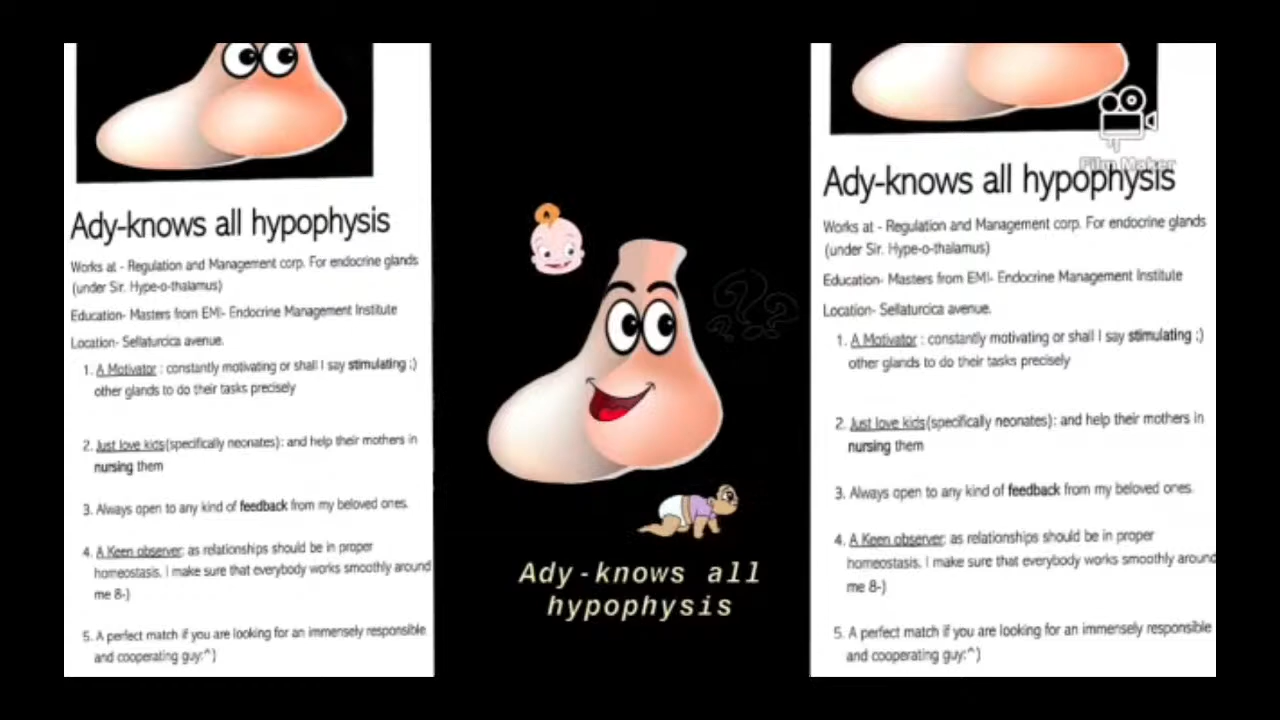 Ady-knows all hypophysis
Works at - Regulation and Management corp. For endocrine glands
(under Sir. Hype-o-thalamus)
Education- Masters from EMI- Endocrine Management Institute
Location- Sellaturcica avenue.
1. A Motivator : constantly motivating or shall I say stimulating ;)
other glands to do their tasks precisely
2. Just love kids(specifically neonates): and help their mothers in
nursing them
3. Always open to any kind of feedback from my beloved ones.
4. A Keen observer: as relationships should be in proper
homeostasis. I make sure that everybody works smoothly around
me 8-)
5. A perfect match if you are looking for an immensely responsible
and cooperating guy:^)
???
Ady-knows all
hypophysis
Film Maker
Ady-knows all hypophysis
Works at - Regulation and Management corp. For endocrine glands
(under Sir. Hype-o-thalamus)
Education- Masters from EMI- Endocrine Management Institute
Location- Sellaturcica avenue.
1. A Motivator : constantly motivating or shall I say stimulating ;)
other glands to do their tasks precisely
2. Just love kids(specifically neonates): and help their mothers in
nursing them
3. Always open to any kind of feedback from my beloved ones.
4. A Keen observer: as relationships should be in proper
homeostasis. I make sure that everybody works smoothly around
me 8-)
5. A perfect match if you are looking for an immensely responsible
and cooperating guy:^)